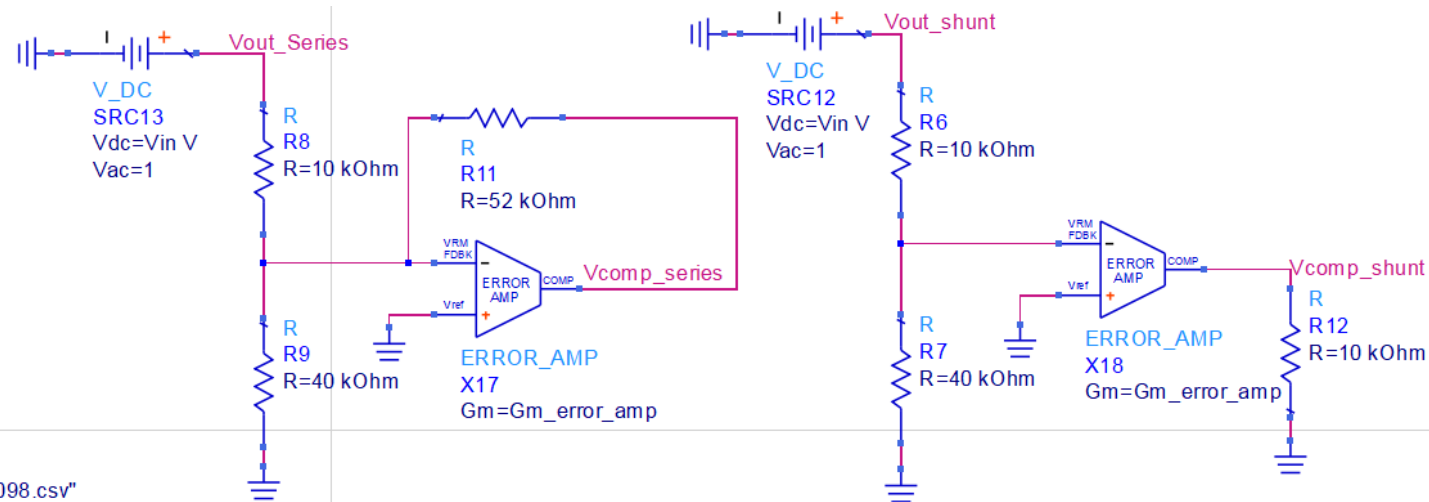 Vout_Series
V_DC
SRC13
Vdc=Vin V
Vac=1
R
R8
R=10 kOhm
R
R11
R=52 kOhm
VRM
FDBK
ERROR
AMP
COMP
Vref
Vcomp_series
ERROR_AMP
X17
Gm=Gm_error_amp
R
R9
R=40 kOhm
098.csv"
Vout_shunt
V_DC
SRC12
Vdc=Vin V
Vac=1
R
R6
R=10 kOhm
VRM
FDBK
ERROR
AMP
COMP
Vref
Vcomp_shunt
ERROR_AMP
X18
Gm=Gm_error_amp
R
R7
R=40 kOhm
R
R12
R=10 kOhm